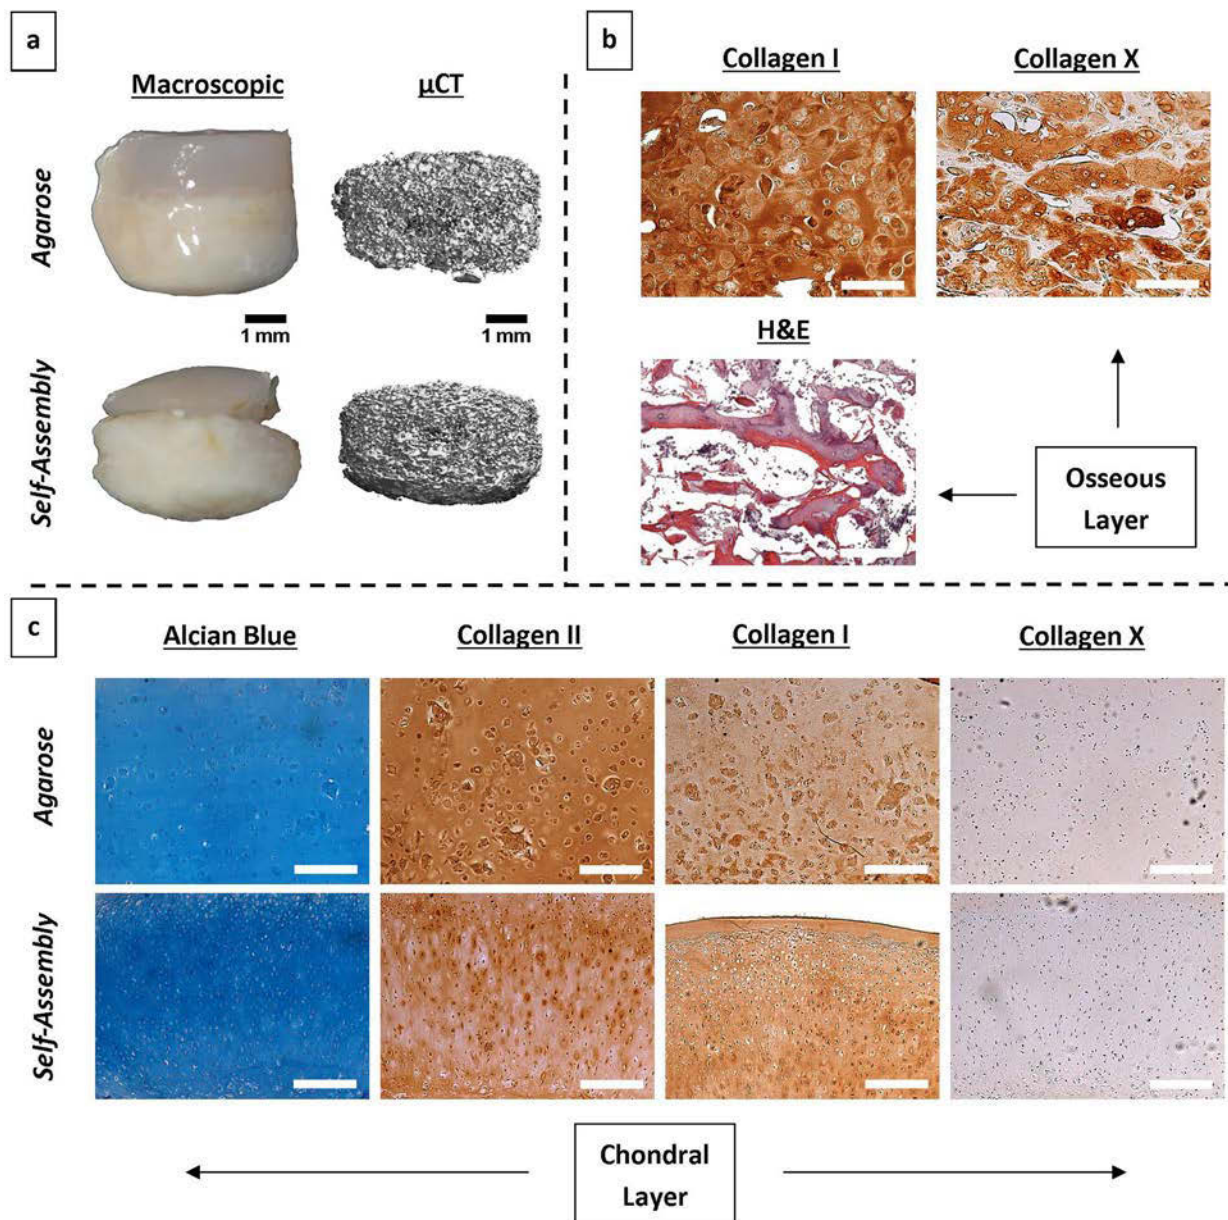 a
Macroscopic
µCT
Agarose
1 mm
1 mm
Self-Assembly
b
Collagen I
Collagen X
H&E
Osseous
Layer
c
Alcian Blue
Collagen II
Collagen I
Collagen X
Agarose
Self-Assembly
Chondral
Layer